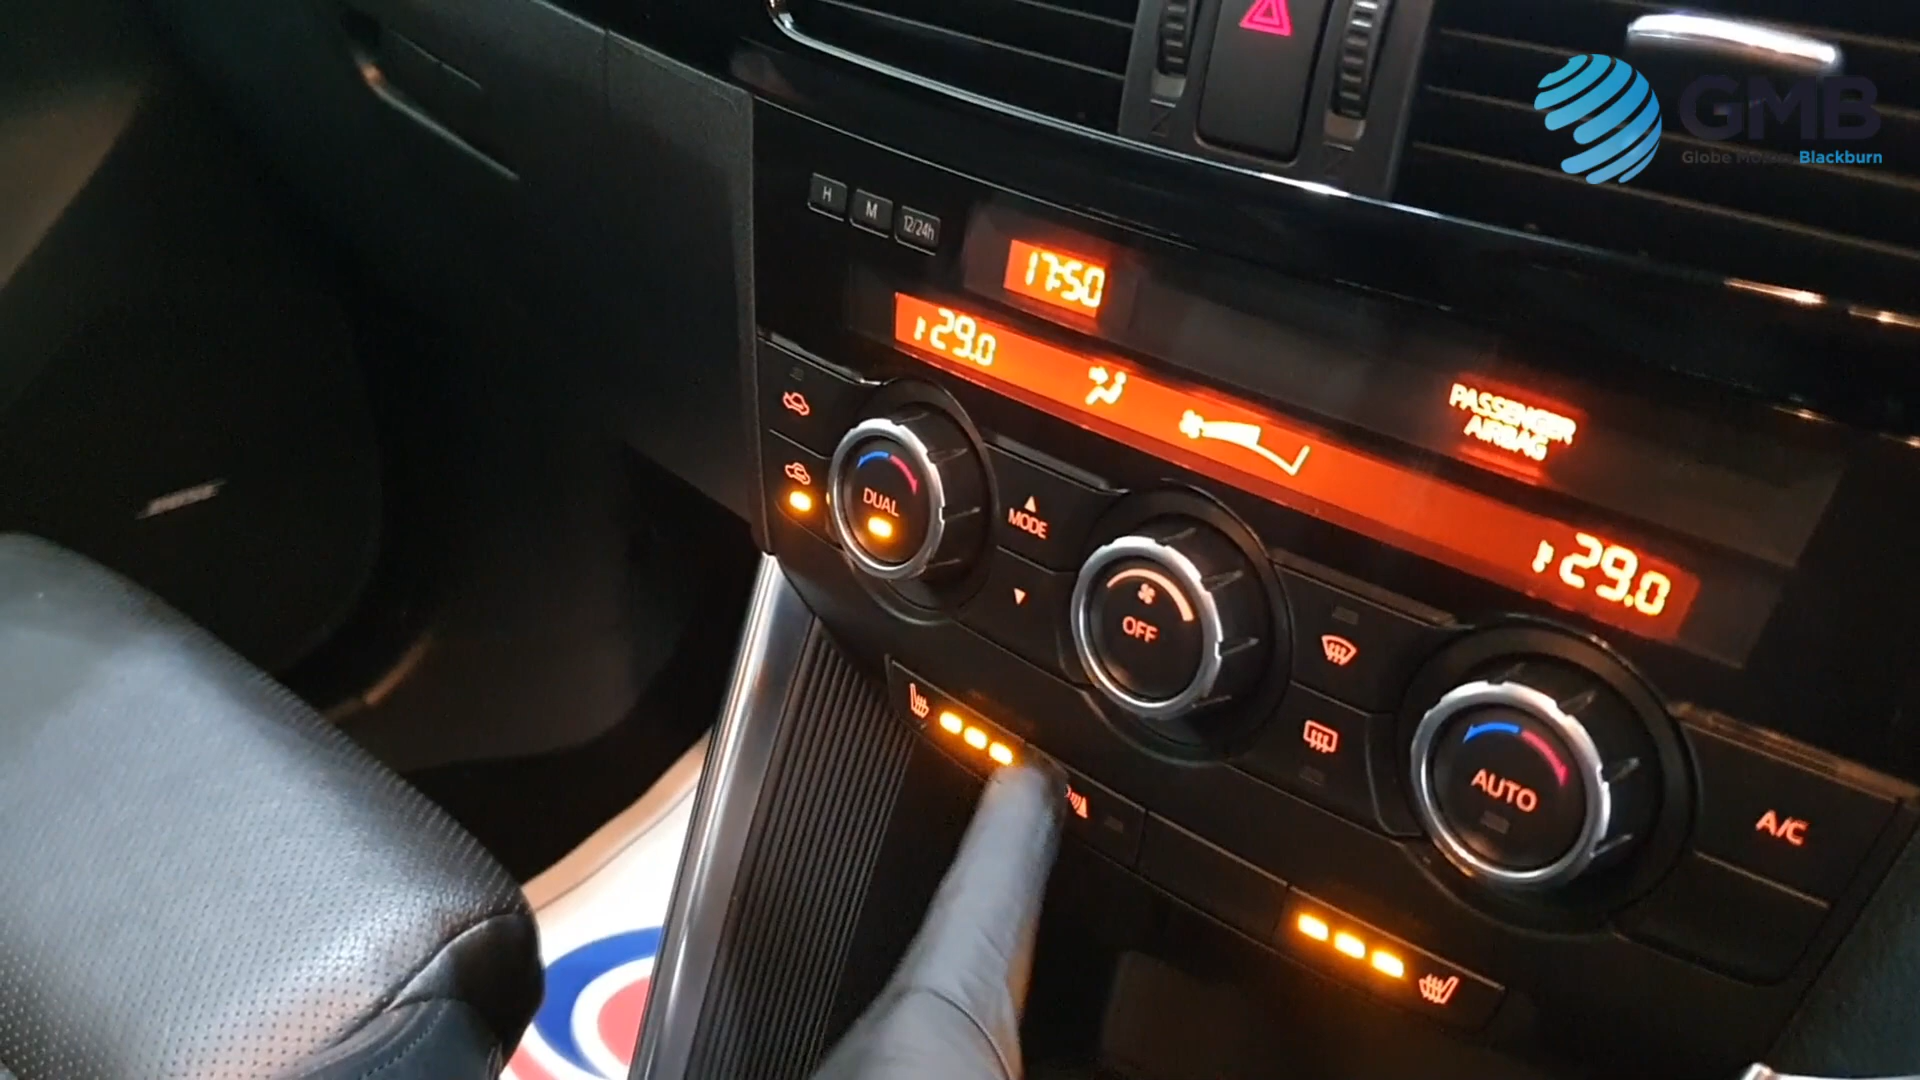 GMB
Globe Motors Blackburn
H
M
12/24h
17:50
29.0
PASSENGER
AIRBAG
29.0
DUAL
MODE
OFF
AUTO
A/C